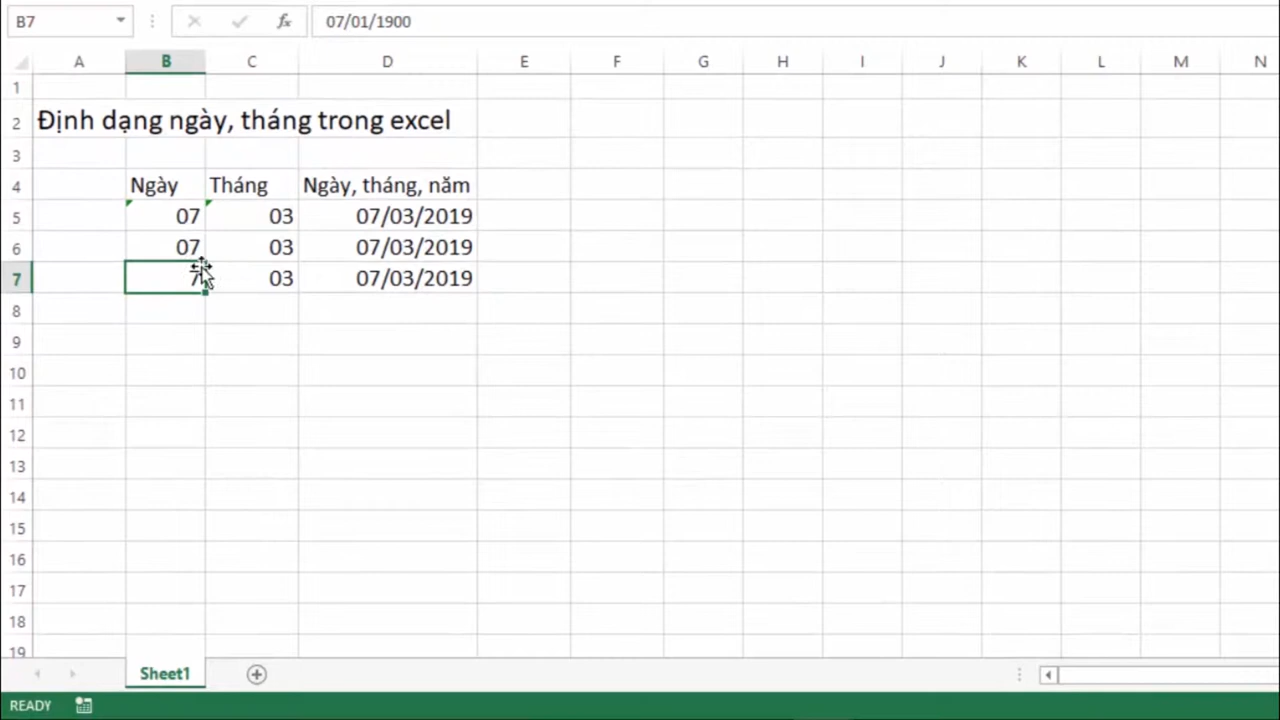 B7 07/01/1900
A B C D E F G H I J K L M N
1
2 Định dạng ngày, tháng trong excel
3
4 Ngày Tháng Ngày, tháng, năm
5 07 03 07/03/2019
6 07 03 07/03/2019
7 7 03 07/03/2019
8
9
10
11
12
13
14
15
16
17
18
19
Sheet1
READY